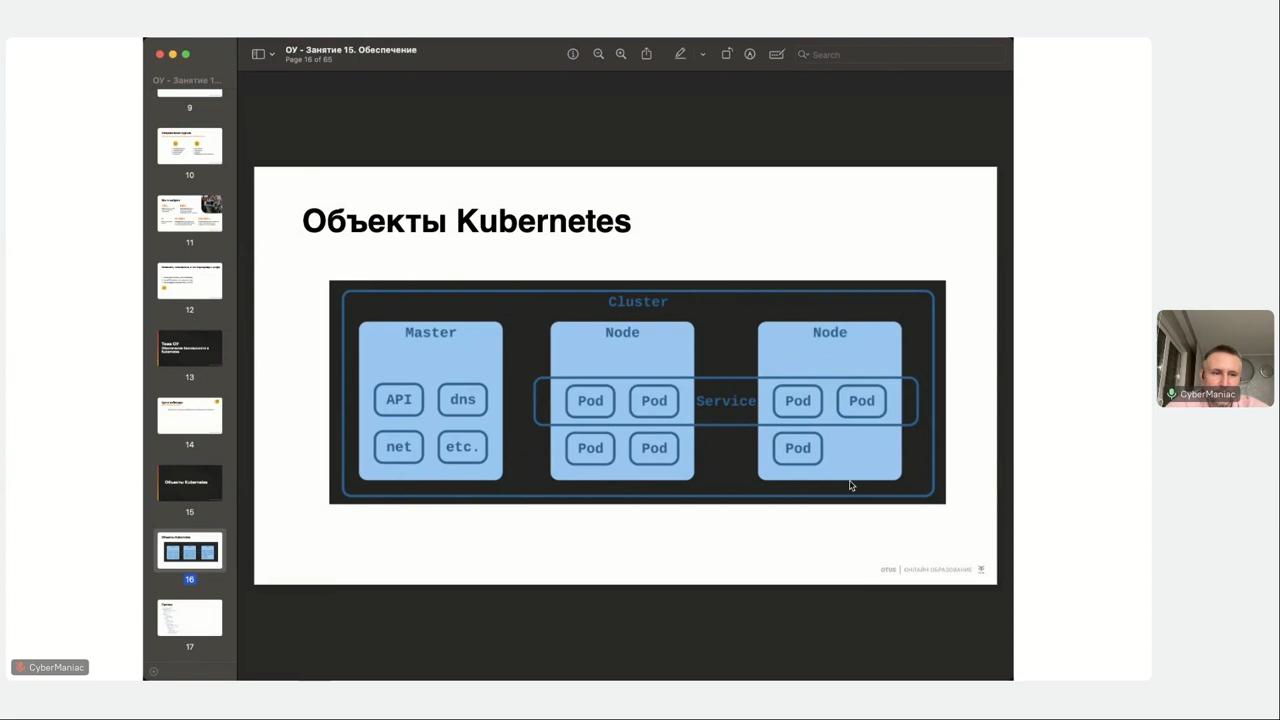 ОУ - Занятие 15. Обеспечение
Page 16 of 65
Search
ОУ - Занятие 1...
9
10
11
12
13
14
15
Объекты Kubernetes
16
17
Объекты Kubernetes
Cluster
Master
Node
Node
API
dns
Pod
Pod
Service
Pod
Pod
net
etc.
Pod
Pod
Pod
OTUS | ОНЛАЙН ОБРАЗОВАНИЕ
CyberManiac
CyberManiac